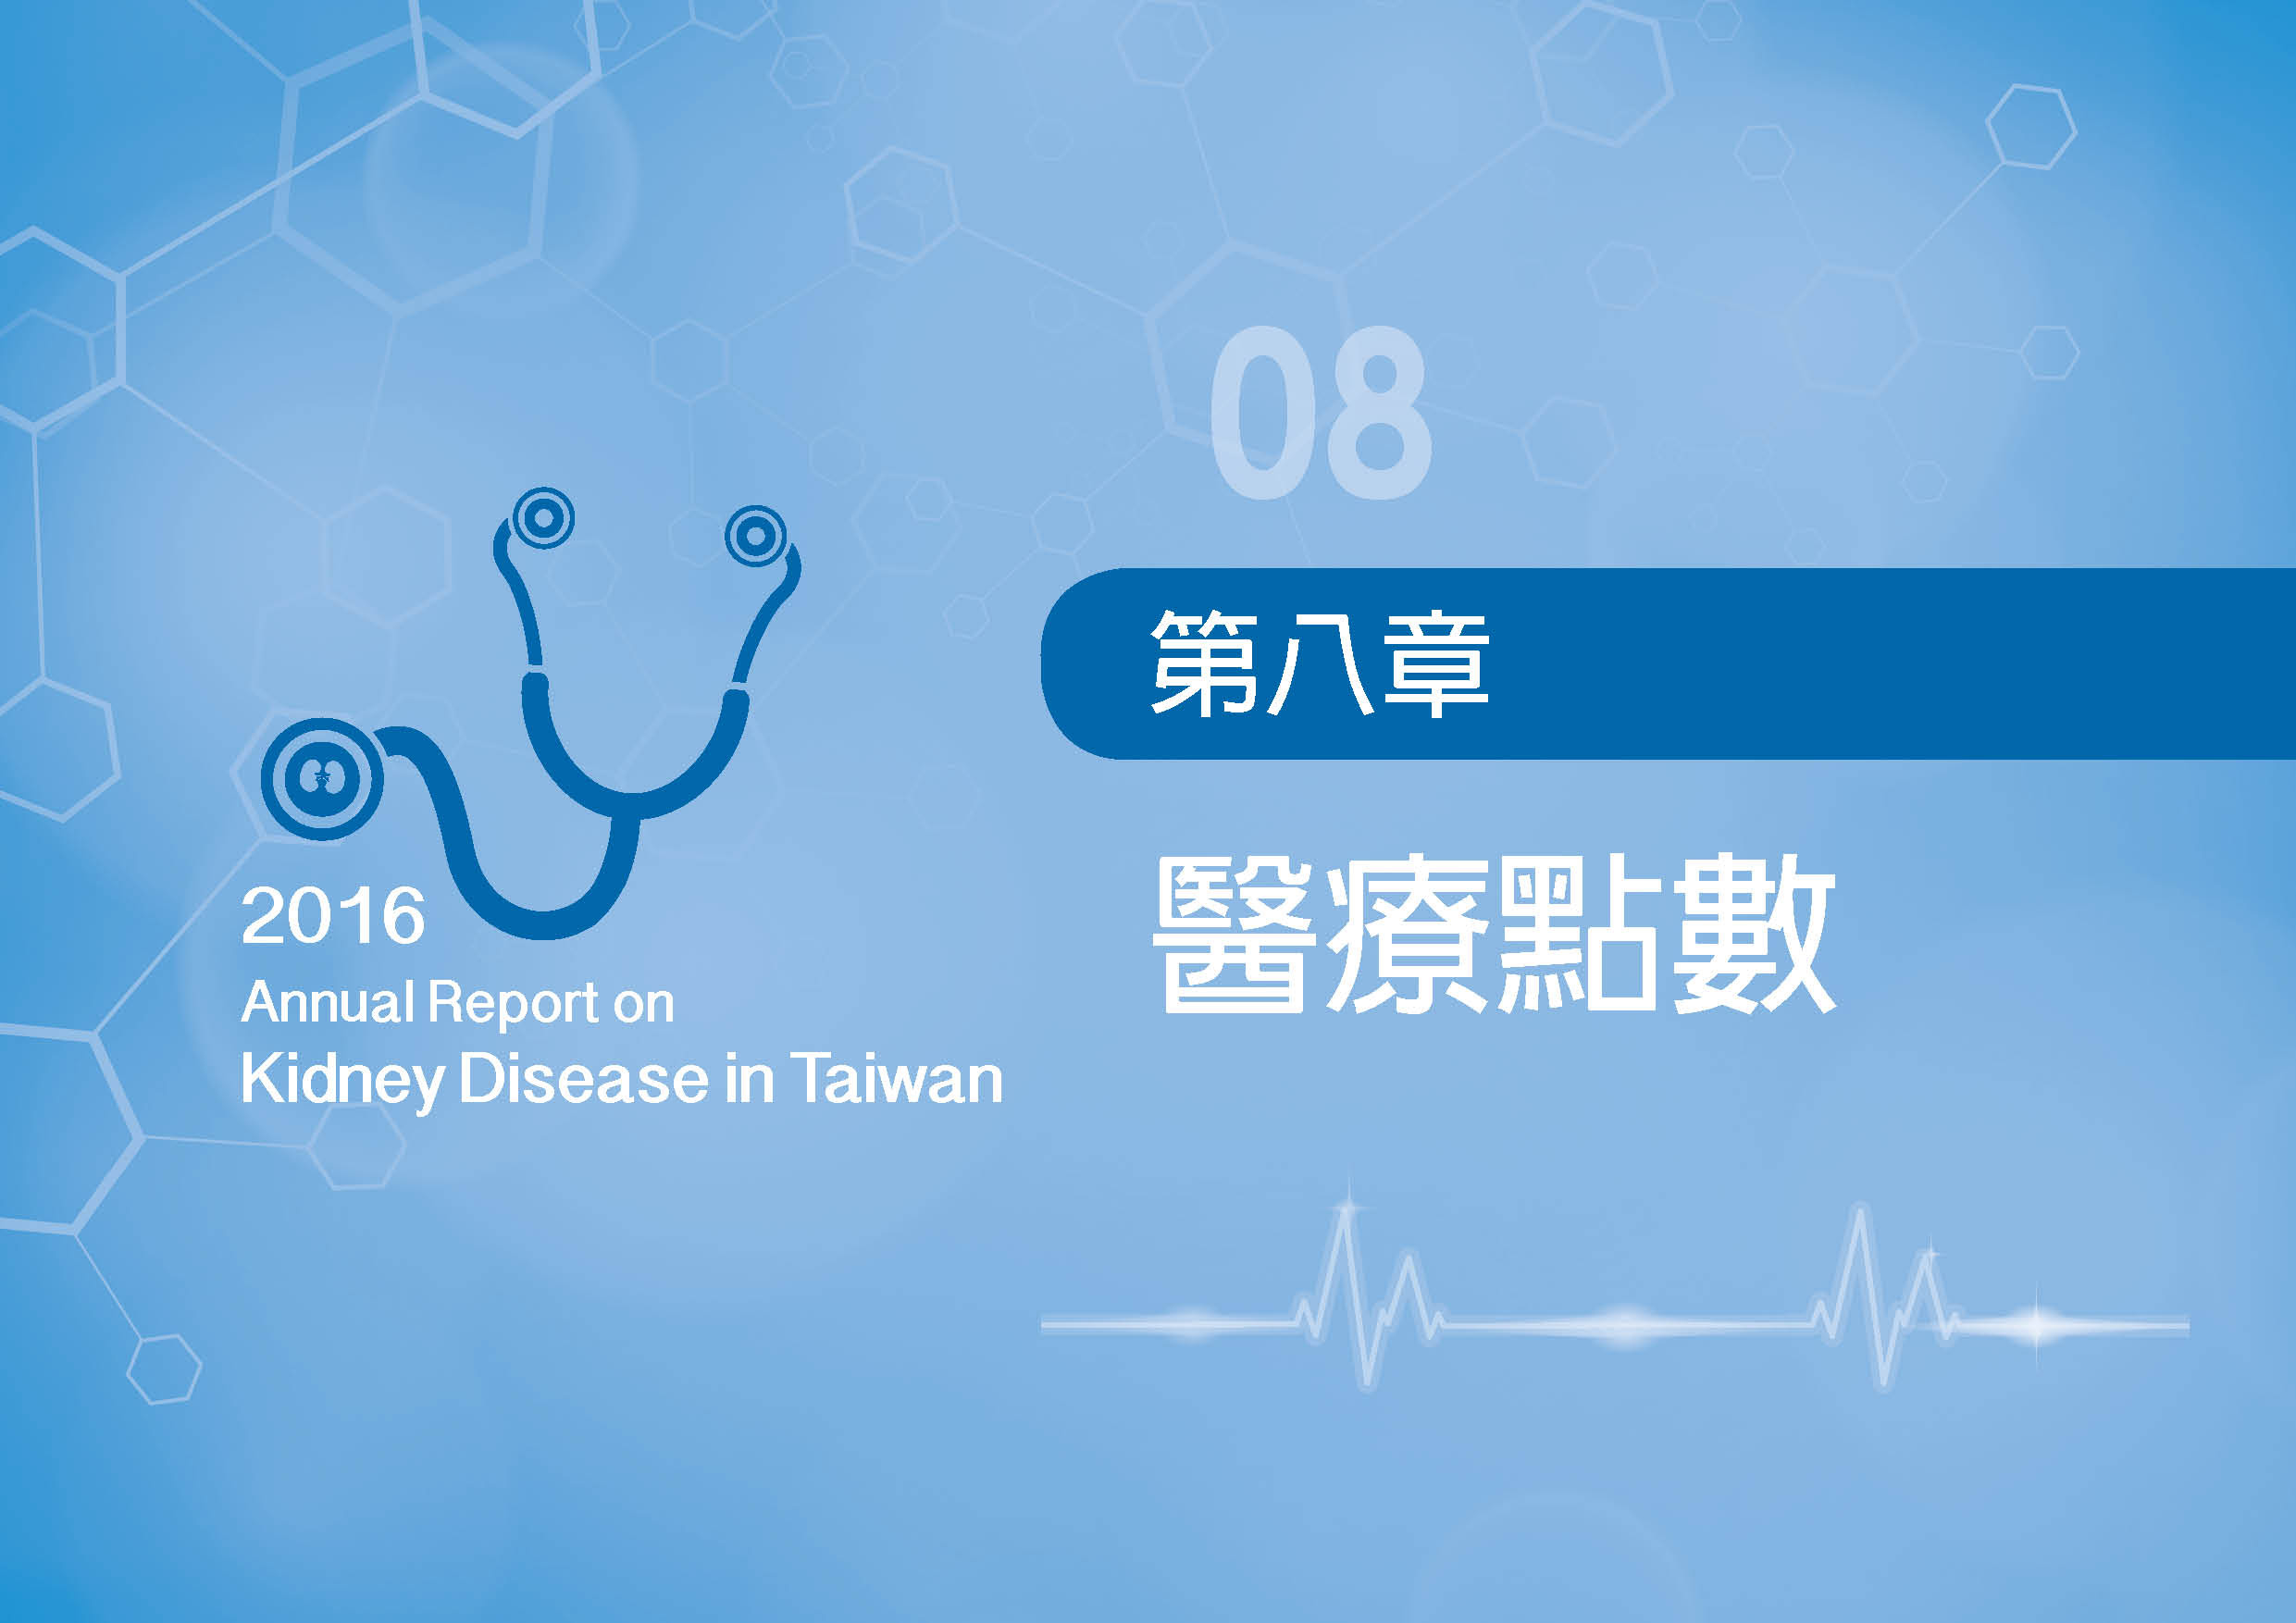 2016
Annual Report on
Kidney Disease in Taiwan
08
第八章
醫療點數